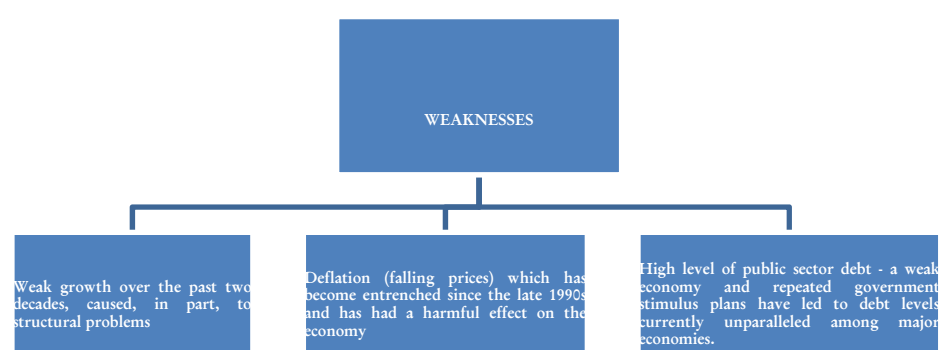 WEAKNESSES
Weak growth over the past two
decades, caused, in part, to
structural problems
Deflation (falling prices) which has
become entrenched since the late 1990s
and has had a harmful effect on the
economy
High level of public sector debt - a weak
economy and repeated government
stimulus plans have led to debt levels
currently unparalleled among major
economies.